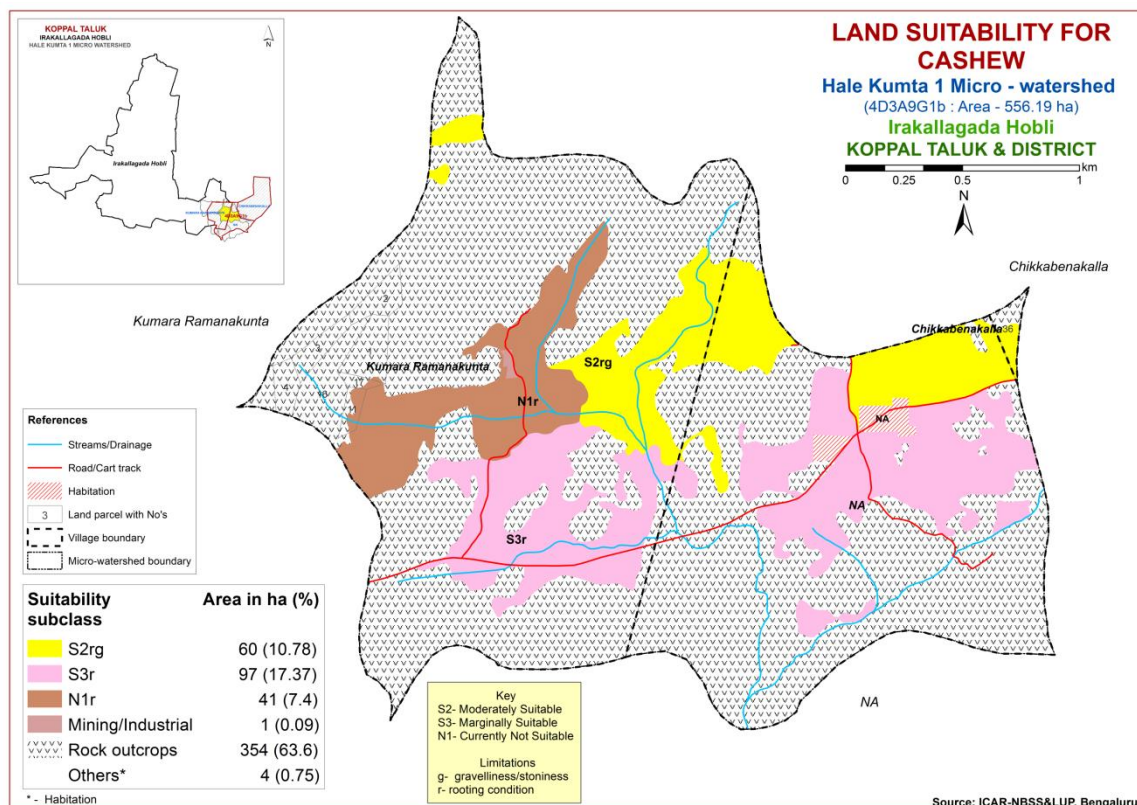 KOPPAL TALUK
IRAKALLAGADA HOBLI
HALE KUMTA 1 MICRO WATERSHED
N
Irakallagada Hobli
LAND SUITABILITY FOR
CASHEW
Hale Kumta 1 Micro - watershed
(4D3A9G1b : Area - 556.19 ha)
Irakallagada Hobli
KOPPAL TALUK & DISTRICT
km
0 0.25 0.5 1
N
Chikkabenakalla
Kumara Ramanakunta
Chikkabenakalla
36
2
3
4
Kumara Ramanakunta
17
S2rg
N1r
NA
NA
S3r
NA
References
Streams/Drainage
Road/Cart track
Habitation
3 Land parcel with No's
Village boundary
Micro-watershed boundary
Suitability subclass Area in ha (%)
S2rg 60 (10.78)
S3r 97 (17.37)
N1r 41 (7.4)
Mining/Industrial 1 (0.09)
Rock outcrops 354 (63.6)
Others* 4 (0.75)
* - Habitation
Key
S2- Moderately Suitable
S3- Marginally Suitable
N1- Currently Not Suitable
Limitations
g- gravelliness/stoniness
r- rooting condition
Source: ICAR-NBSS&LUP, Bengaluru